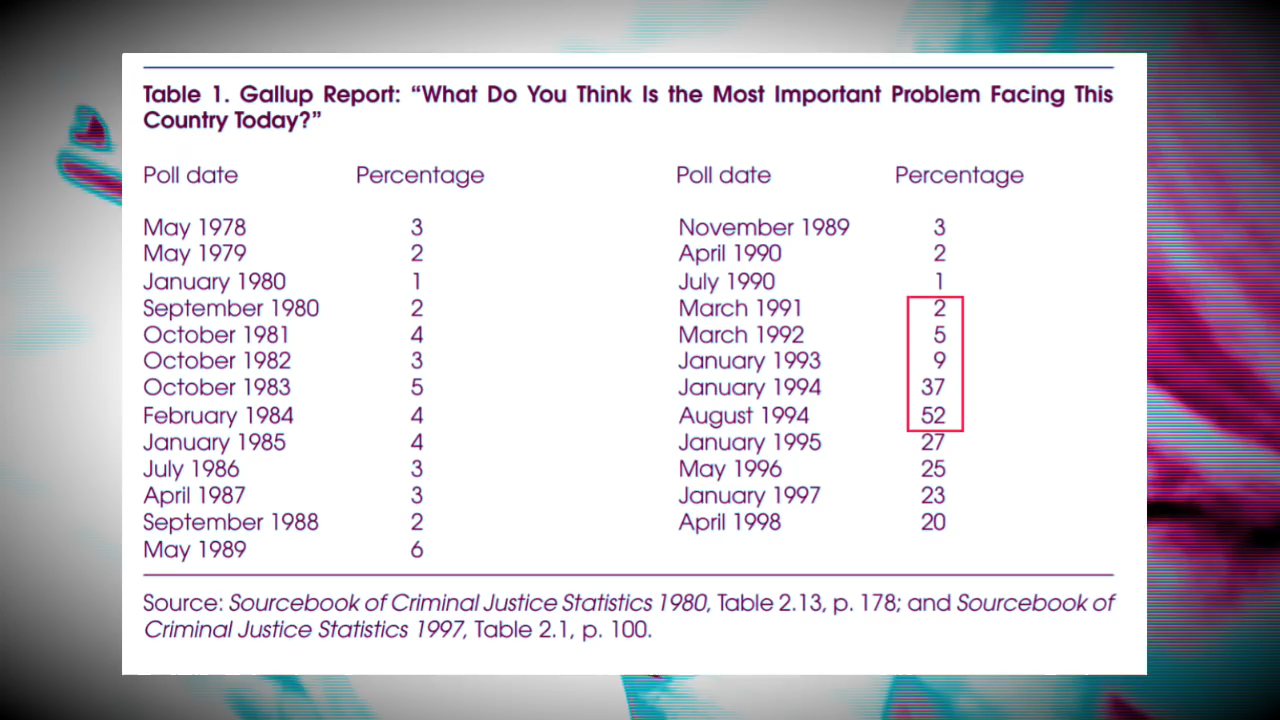 Table 1. Gallup Report: “What Do You Think Is the Most Important Problem Facing This
Country Today?”
Poll date Percentage Poll date Percentage
May 1978 3 November 1989 3
May 1979 2 April 1990 2
January 1980 1 July 1990 1
September 1980 2 March 1991 2
October 1981 4 March 1992 5
October 1982 3 January 1993 9
October 1983 5 January 1994 37
February 1984 4 August 1994 52
January 1985 4 January 1995 27
July 1986 3 May 1996 25
April 1987 3 January 1997 23
September 1988 2 April 1998 20
May 1989 6
Source: Sourcebook of Criminal Justice Statistics 1980, Table 2.13, p. 178; and Sourcebook of
Criminal Justice Statistics 1997, Table 2.1, p. 100.